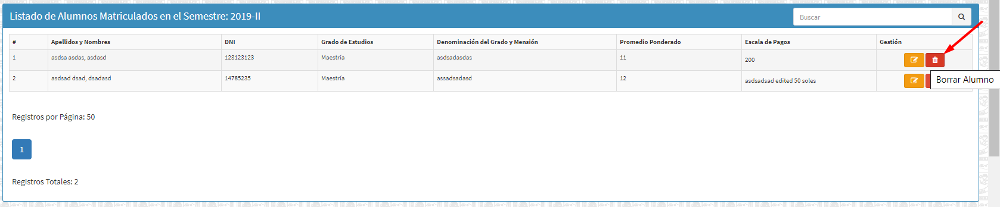 Listado de Alumnos Matriculados en el Semestre: 2019-II
Buscar
# Apellidos y Nombres DNI Grado de Estudios Denominación del Grado y Mensión Promedio Ponderado Escala de Pagos Gestión
1 asdsa asdas, asdasd 123123123 Maestría asdsadasdas 11 200
2 asdsad dsad, dsadasd 14785235 Maestría assadsadasd 12 asdsadsad edited 50 soles
Borrar Alumno
Registros por Página: 50
1
Registros Totales: 2